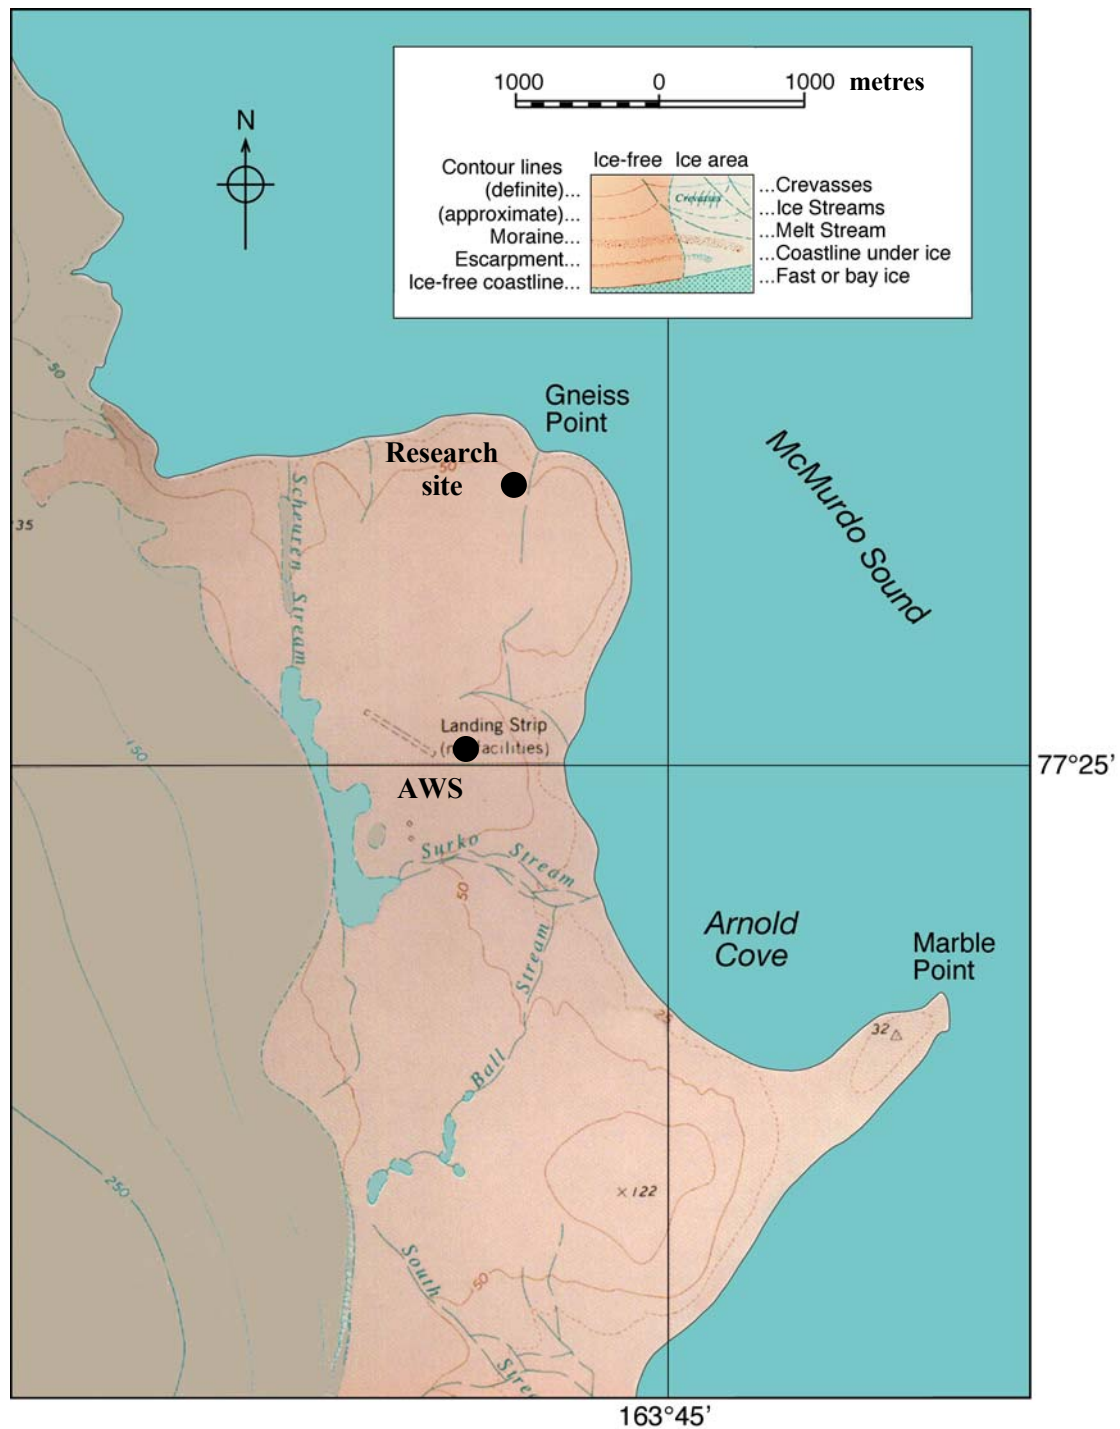 1000 0 1000 metres
N
Contour lines
(definite)...
(approximate)...
Moraine...
Escarpment...
Ice-free coastline...
Ice-free Ice area
Crevasses
...Crevasses
...Ice Streams
...Melt Stream
...Coastline under ice
...Fast or bay ice
50
Gneiss
Point
McMurdo Sound
Research
site
50
35
Scheuren Stream
150
Landing Strip
facilities)
77°25'
AWS
Surko Stream
50
Arnold
Cove
Marble
Point
Ball Stream
25
32
250
x 122
South
50
Stre
163°45'